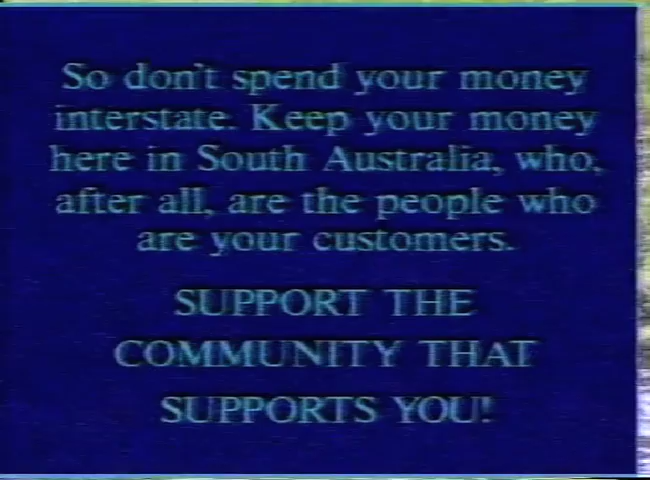 So don't spend your money
interstate. Keep your money
here in South Australia, who,
after all, are the people who
are your customers.
SUPPORT THE
COMMUNITY THAT
SUPPORTS YOU!